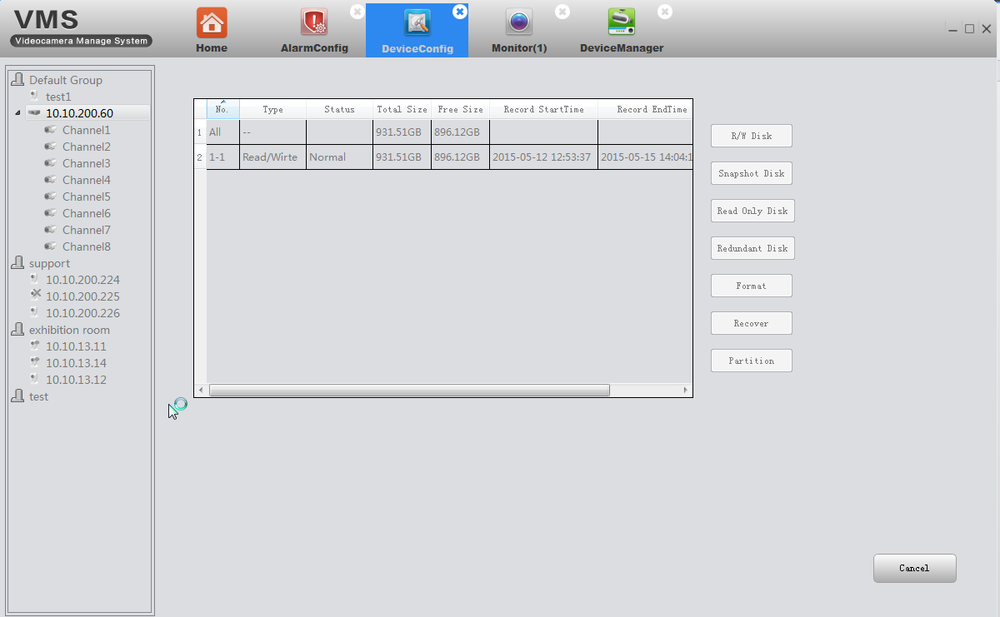 VMS
Videocamera Manage System
Home
AlarmConfig
DeviceConfig
Monitor(1)
DeviceManager
Default Group
test1
10.10.200.60
Channel1
Channel2
Channel3
Channel4
Channel5
Channel6
Channel7
Channel8
support
10.10.200.224
10.10.200.225
10.10.200.226
exhibition room
10.10.13.11
10.10.13.14
10.10.13.12
test
No. Type Status Total Size Free Size Record StartTime Record EndTime
1 All -- 931.51GB 896.12GB
2 1-1 Read/Wirte Normal 931.51GB 896.12GB 2015-05-12 12:53:37 2015-05-15 14:04:1
R/W Disk
Snapshot Disk
Read Only Disk
Redundant Disk
Format
Recover
Partition
Cancel